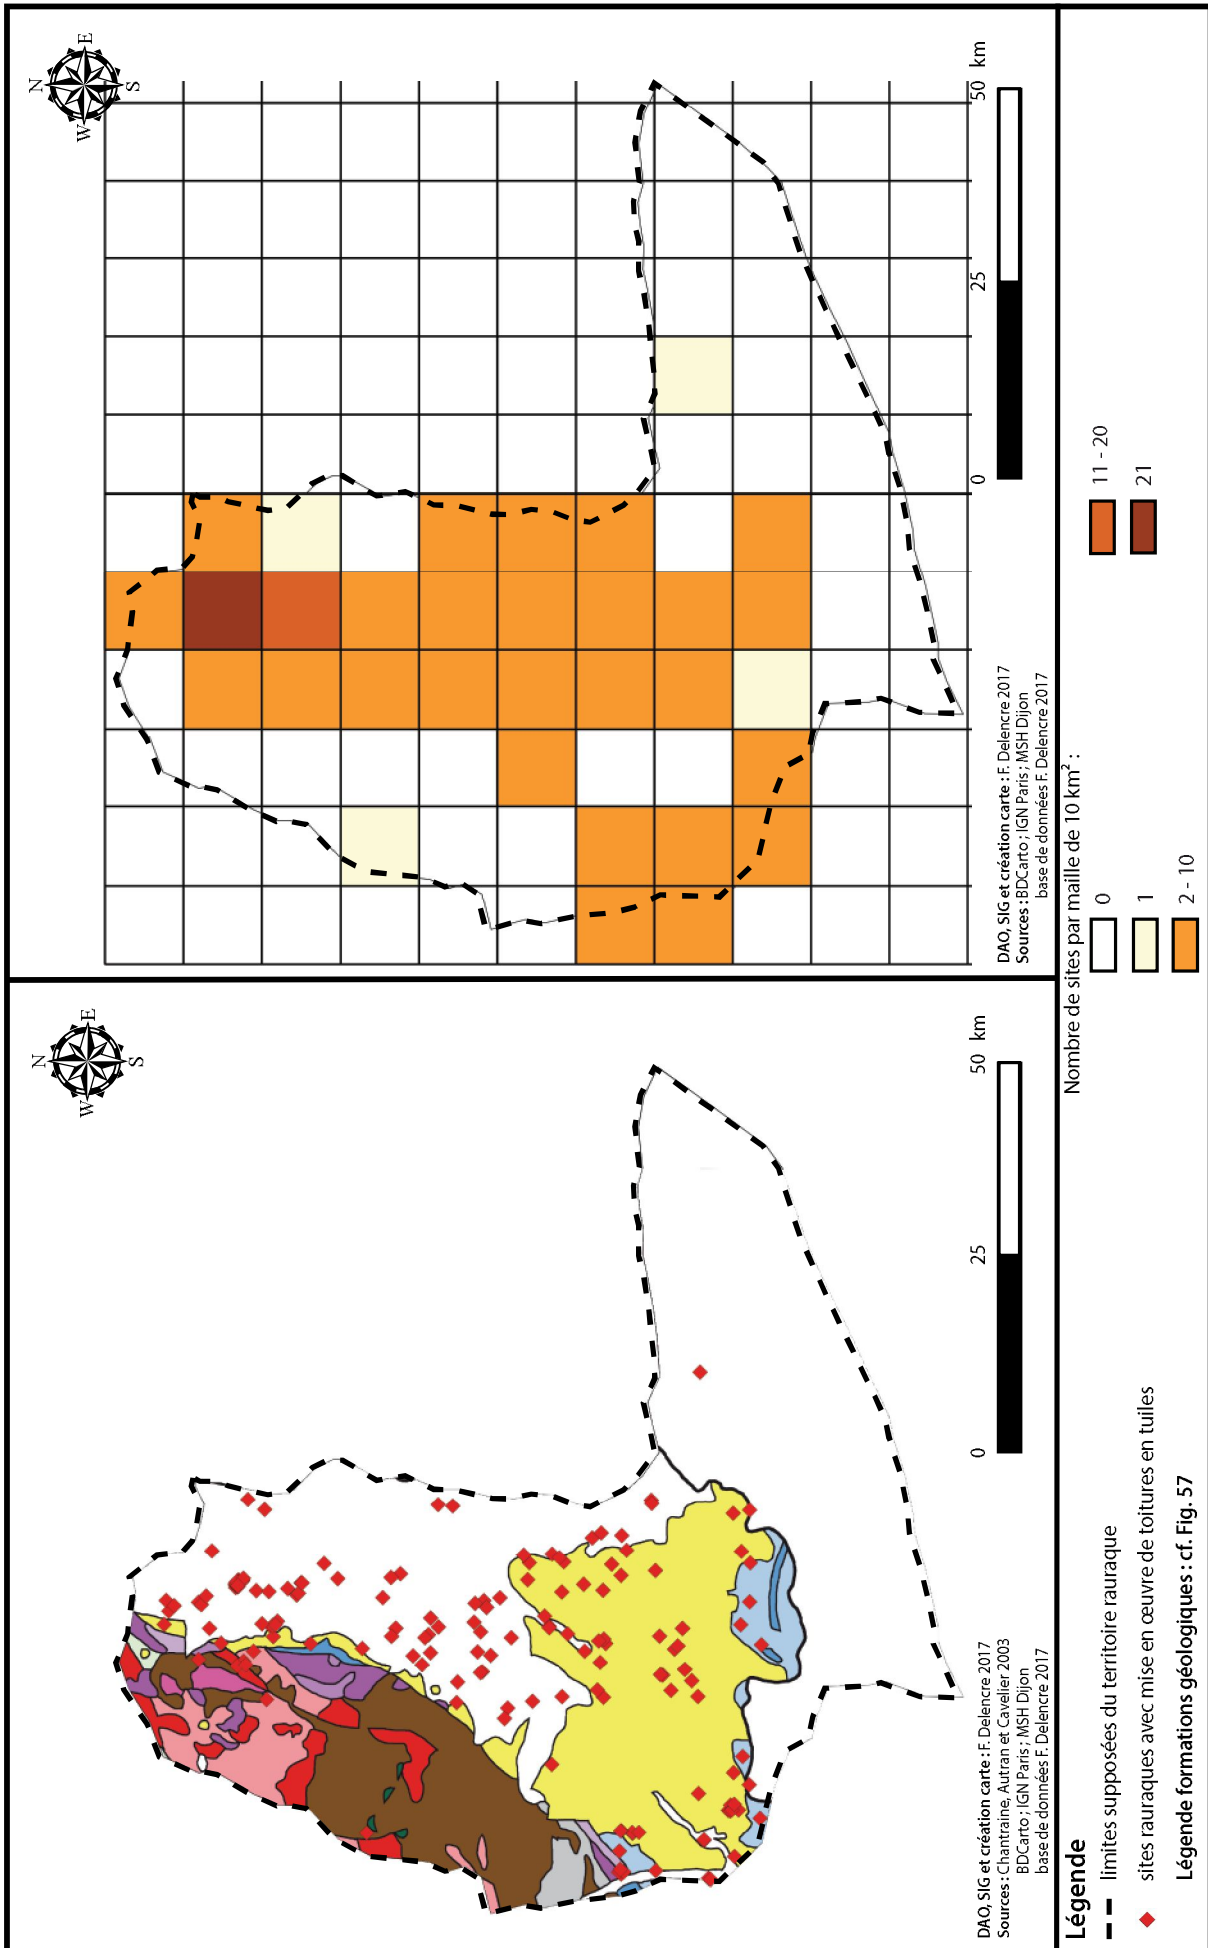 N
E
S
W
0
25
50 km
DAO, SIG et création carte : F. Delencre 2017
Sources : Chantraine, Autran et Cavelier 2003
BDCarto ; IGN Paris ; MSH Dijon
base de données F. Delencre 2017
N
E
S
W
0
25
50 km
DAO, SIG et création carte : F. Delencre 2017
Sources : BDCarto ; IGN Paris ; MSH Dijon
base de données F. Delencre 2017
Légende
limites supposées du territoire rauraque
sites rauraques avec mise en œuvre de toitures en tuiles
Légende formations géologiques : cf. Fig. 57
Nombre de sites par maille de 10 km² :
0
1
2 - 10
11 - 20
21